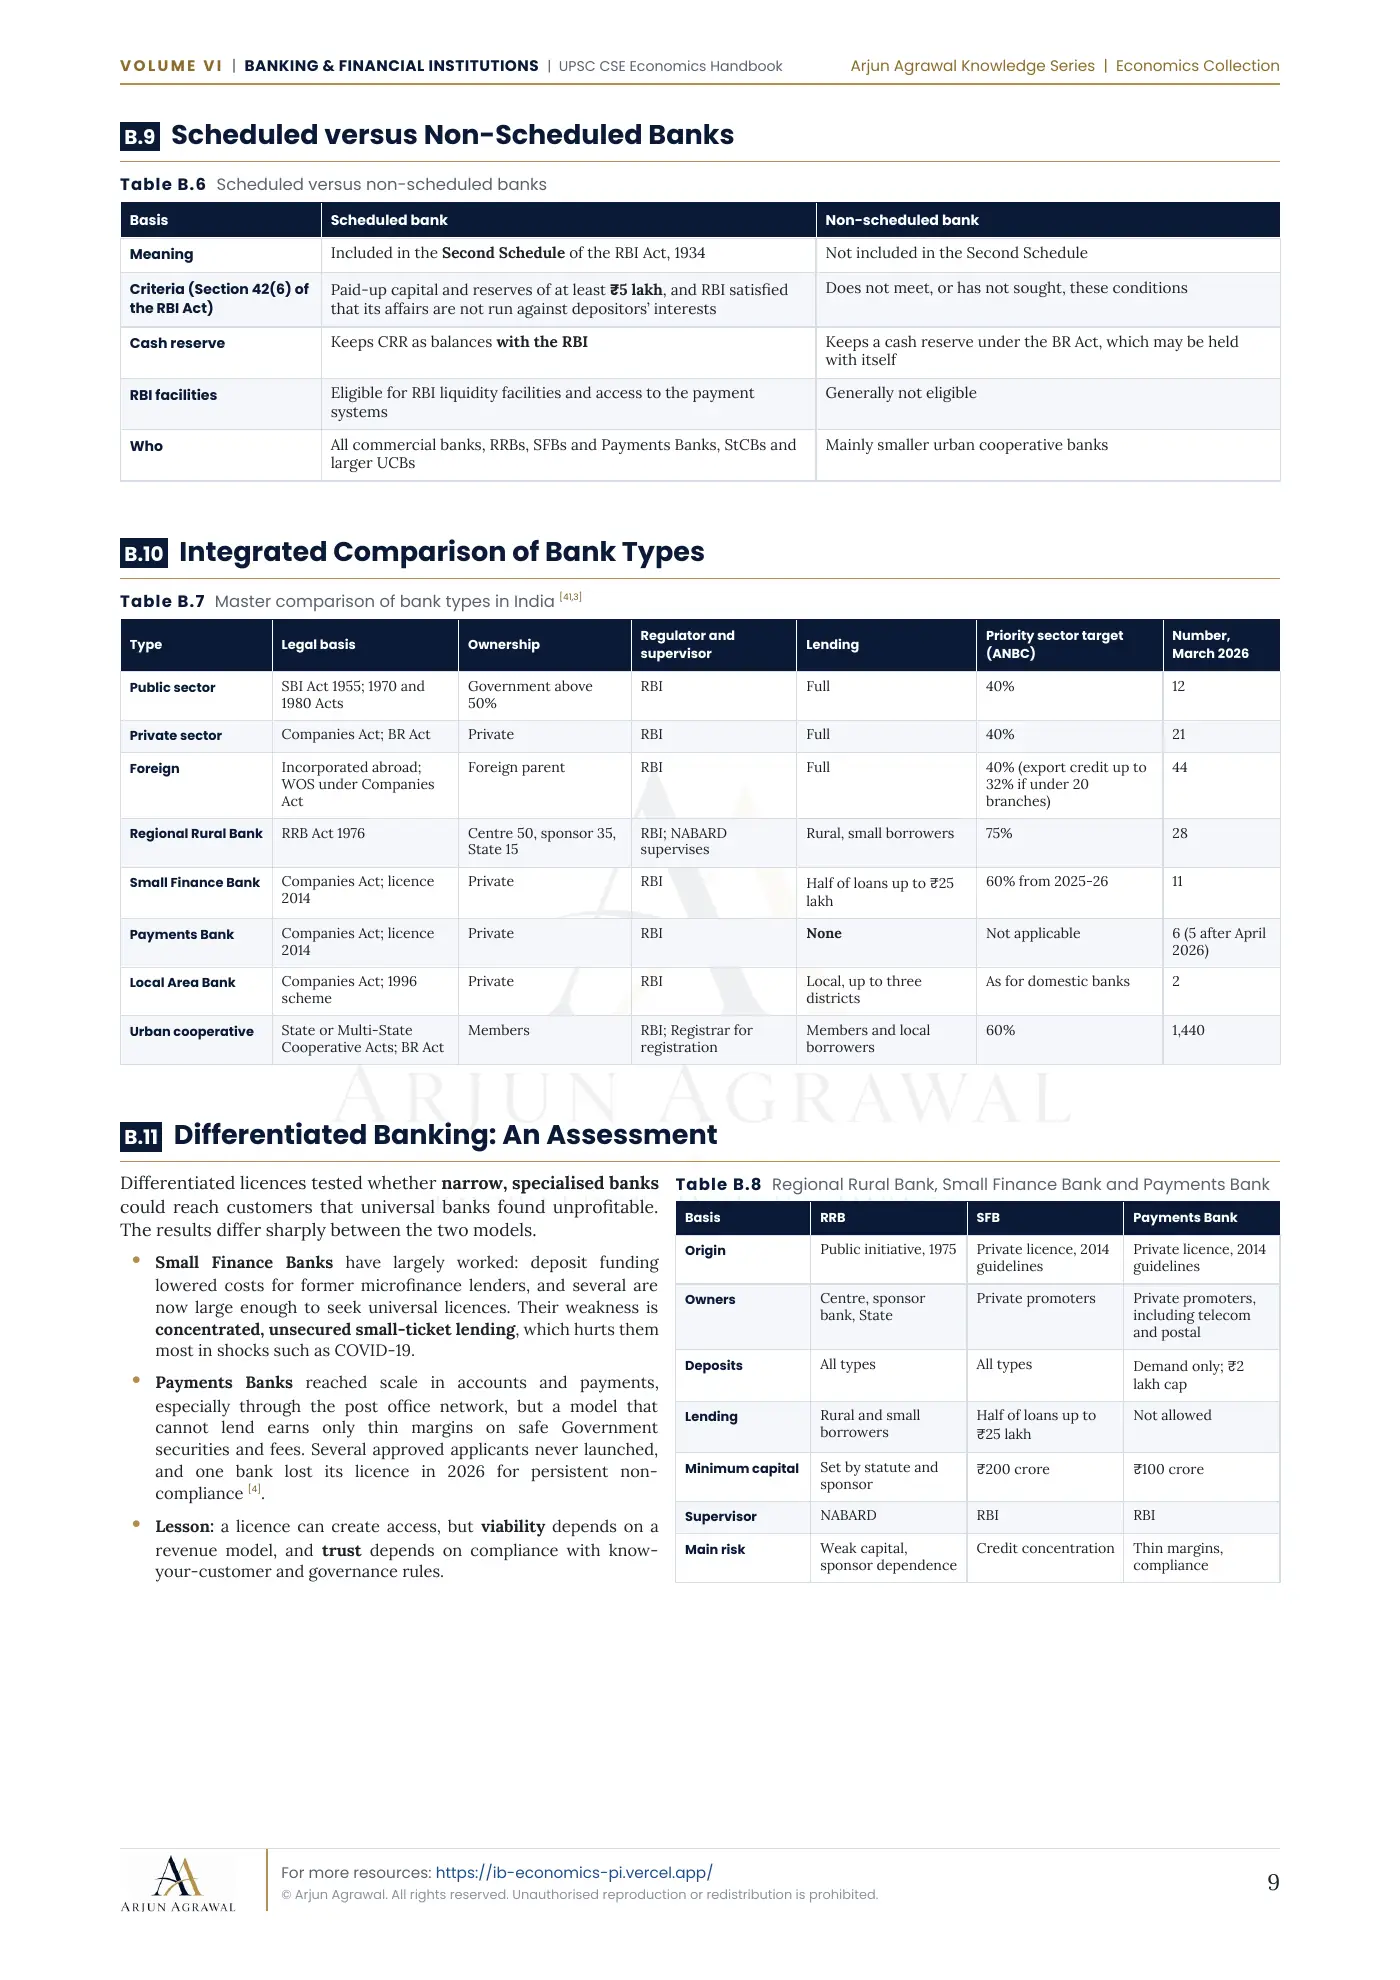 VOLUME VI | BANKING & FINANCIAL INSTITUTIONS | UPSC CSE Economics Handbook Arjun Agrawal Knowledge Series | Economics Collection
B.9 Scheduled versus Non-Scheduled Banks
Table B.6 Scheduled versus non-scheduled banks
Basis Scheduled bank Non-scheduled bank
Meaning Included in the Second Schedule of the RBI Act, 1934 Not included in the Second Schedule
Criteria (Section 42(6) of Paid-up capital and reserves of at least ₹5 lakh, and RBI satisfied Does not meet, or has not sought, these conditions
the RBI Act) that its affairs are not run against depositors' interests
Cash reserve Keeps CRR as balances with the RBI Keeps a cash reserve under the BR Act, which may be held
with itself
RBI facilities Eligible for RBI liquidity facilities and access to the payment Generally not eligible
systems
Who All commercial banks, RRBs, SFBs and Payments Banks, StCBs and Mainly smaller urban cooperative banks
larger UCBs
B.10 Integrated Comparison of Bank Types
Table B.7 Master comparison of bank types in India [41,3]
Type Legal basis Ownership Regulator and Lending Priority sector target Number,
supervisor (ANBC) March 2026
Public sector SBI Act 1955; 1970 and Government above RBI Full 40% 12
1980 Acts 50%
Private sector Companies Act; BR Act Private RBI Full 40% 21
Foreign Incorporated abroad; Foreign parent RBI Full 40% (export credit up to 44
WOS under Companies 32% if under 20
Act branches)
Regional Rural Bank RRB Act 1976 Centre 50, sponsor 35, RBI; NABARD Rural, small borrowers 75% 28
State 15 supervises
Small Finance Bank Companies Act; licence Private RBI Half of loans up to ₹25 60% from 2025-26 11
2014 lakh
Payments Bank Companies Act; licence Private RBI None Not applicable 6 (5 after April
2014 2026)
Local Area Bank Companies Act; 1996 Private RBI Local, up to three As for domestic banks 2
scheme districts
Urban cooperative State or Multi-State Members RBI; Registrar for Members and local 60% 1,440
Cooperative Acts; BR Act registration borrowers
ARJUN AGRAWAL
B.11 Differentiated Banking: An Assessment
Differentiated licences tested whether narrow, specialised banks
could reach customers that universal banks found unprofitable.
The results differ sharply between the two models.
• Small Finance Banks have largely worked: deposit funding
lowered costs for former microfinance lenders, and several are
now large enough to seek universal licences. Their weakness is
concentrated, unsecured small-ticket lending, which hurts them
most in shocks such as COVID-19.
• Payments Banks reached scale in accounts and payments,
especially through the post office network, but a model that
cannot lend earns only thin margins on safe Government
securities and fees. Several approved applicants never launched,
and one bank lost its licence in 2026 for persistent non-
compliance [4].
• Lesson: a licence can create access, but viability depends on a
revenue model, and trust depends on compliance with know-
your-customer and governance rules.
Table B.8 Regional Rural Bank, Small Finance Bank and Payments Bank
Basis RRB SFB Payments Bank
Origin Public initiative, 1975 Private licence, 2014 Private licence, 2014
guidelines guidelines
Owners Centre, sponsor Private promoters Private promoters,
bank, State including telecom
and postal
Deposits All types All types Demand only; ₹2
lakh cap
Lending Rural and small Half of loans up to Not allowed
borrowers ₹25 lakh
Minimum capital Set by statute and ₹200 crore ₹100 crore
sponsor
Supervisor NABARD RBI RBI
Main risk Weak capital, Credit concentration Thin margins,
sponsor dependence compliance
ARJUN AGRAWAL
For more resources: https://ib-economics-pi.vercel.app/
© Arjun Agrawal. All rights reserved. Unauthorised reproduction or redistribution is prohibited.
9